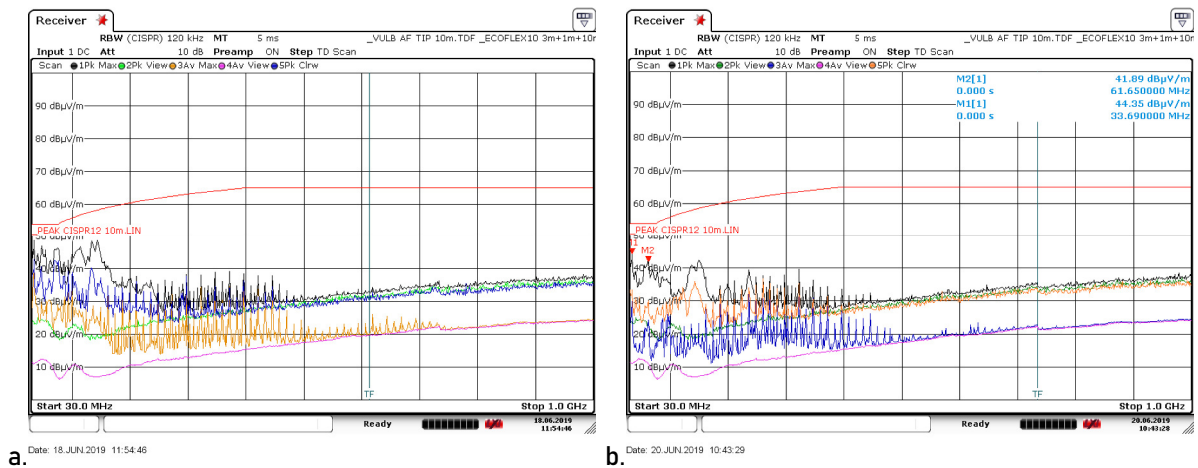 Receiver
RBW (CISPR) 120 kHz MT 5 ms _VULB AF TIP 10m.TDF _ECOFLEX10 3m+1m+10r
Input 1 DC Att 10 dB Preamp ON Step TD Scan
Scan 1Pk Max 2Pk View 3Av Max 4Av View 5Pk Clrw
90 dBµV/m
80 dBµV/m
70 dBµV/m
60 dBµV/m
_PEAK CISPR12 10m.LIN
50 dBµV/m
40 dBµV/m
30 dBµV/m
20 dBµV/m
10 dBµV/m
TF
Start 30.0 MHz Stop 1.0 GHz
Ready 18.06.2019
11:54:46
Date: 18.JUN.2019 11:54:46
a.
Receiver
RBW (CISPR) 120 kHz MT 5 ms _VULB AF TIP 10m.TDF _ECOFLEX10 3m+1m+10r
Input 1 DC Att 10 dB Preamp ON Step TD Scan
Scan 1Pk Max 2Pk View 3Av Max 4Av View 5Pk Clrw
M2[1] 41.89 dBµV/m
0.000 s 61.650000 MHz
M1[1] 44.35 dBµV/m
0.000 s 33.690000 MHz
90 dBµV/m
80 dBµV/m
70 dBµV/m
60 dBµV/m
_PEAK CISPR12 10m.LIN
50 dBµV/m
M1
M2
40 dBµV/m
30 dBµV/m
20 dBµV/m
10 dBµV/m
TF
Start 30.0 MHz Stop 1.0 GHz
Ready 20.06.2019
10:43:28
Date: 20.JUN.2019 10:43:29
b.